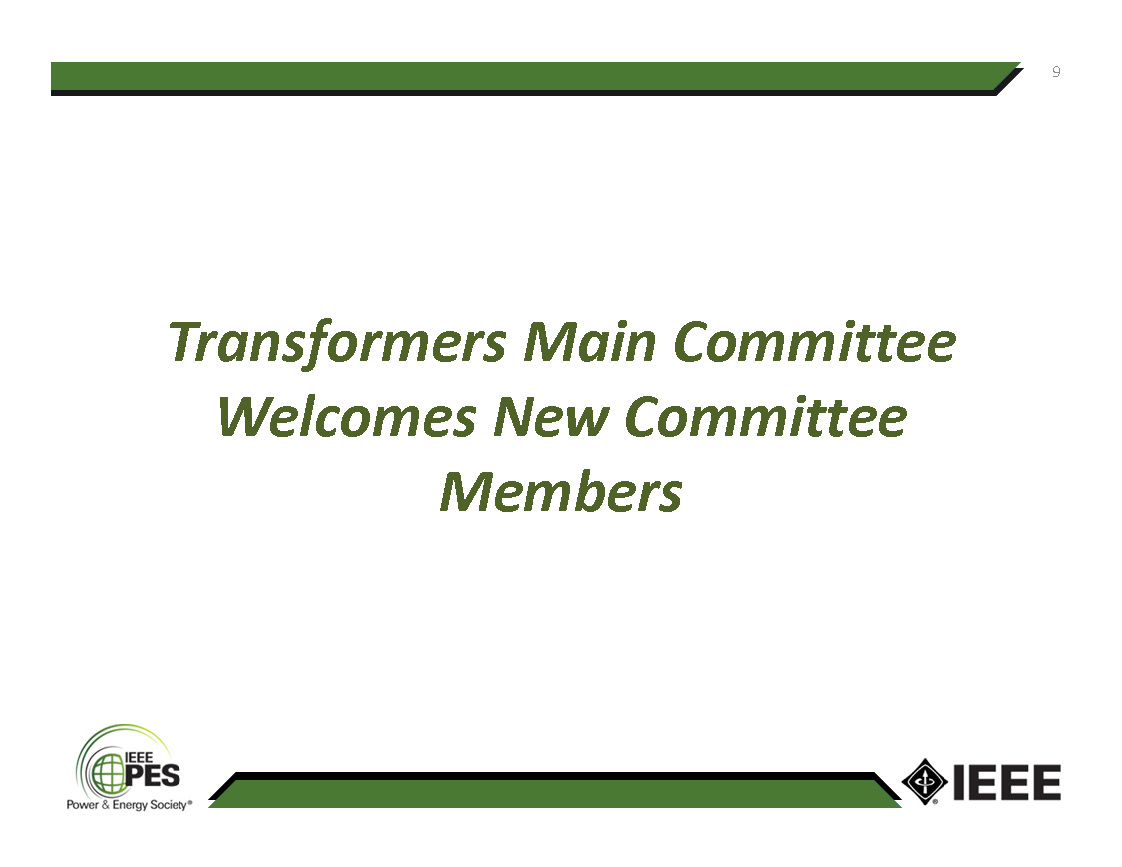 9
Transformers Main Committee
Welcomes New Committee
Members
IEEE
PES
Power & Energy Society®
IEEE